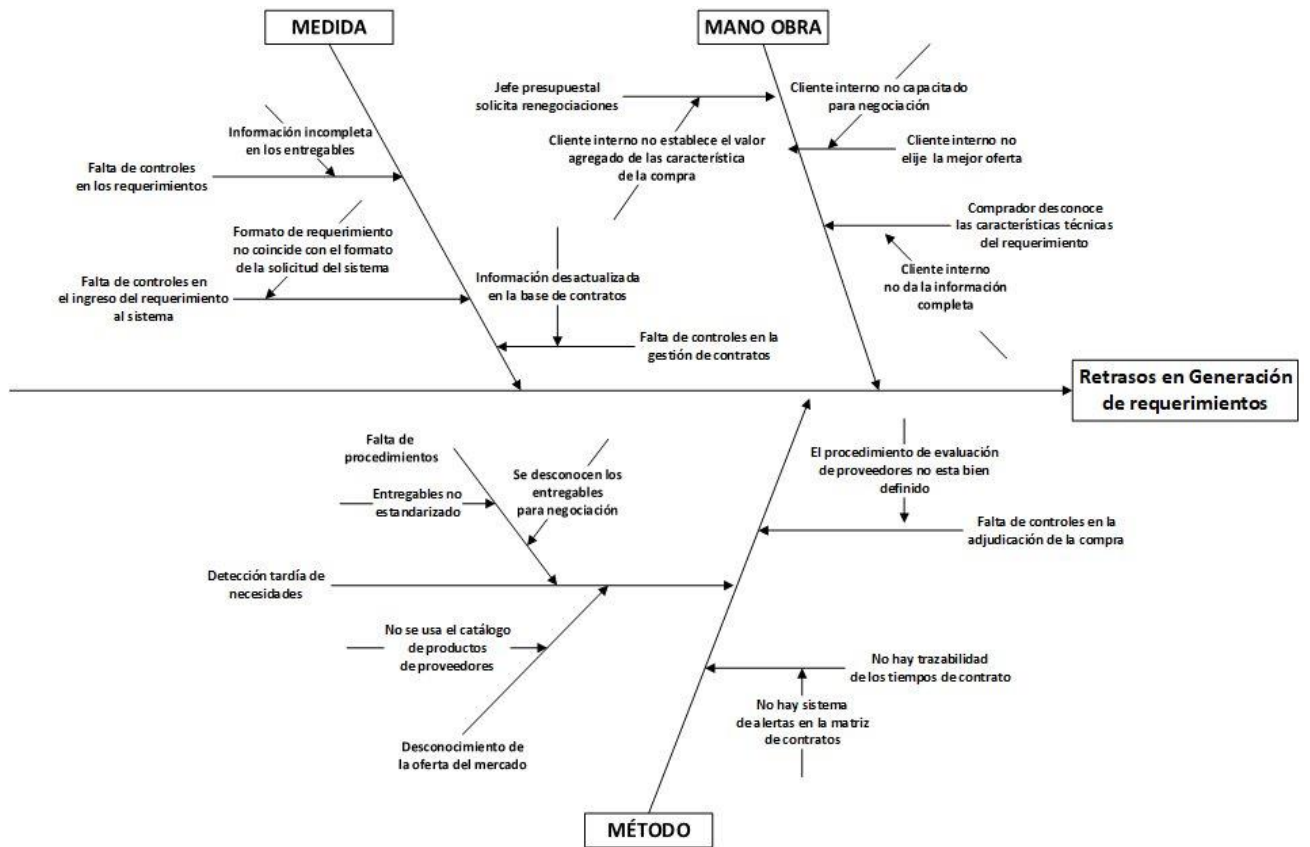 MEDIDA
MANO OBRA
Jefe presupuestal
solicita renegociaciones
Cliente interno no capacitado
para negociación
Información incompleta
en los entregables
Cliente interno no establece el valor
agregado de las característica
de la compra
Cliente interno no
elije la mejor oferta
Falta de controles
en los requerimientos
Comprador desconoce
las características técnicas
del requerimiento
Formato de requerimiento
no coincide con el formato
de la solicitud del sistema
Cliente interno
no da la información
completa
Falta de controles en
el ingreso del requerimiento
al sistema
Información desactualizada
en la base de contratos
Falta de controles en la
gestión de contratos
Retrasos en Generación
de requerimientos
Falta de
procedimientos
Se desconocen los
entregables
para negociación
El procedimiento de evaluación
de proveedores no esta bien
definido
Entregables no
estandarizado
Falta de controles en la
adjudicación de la compra
Detección tardía de
necesidades
No se usa el catálogo
de productos
de proveedores
No hay trazabilidad
de los tiempos de contrato
No hay sistema
de alertas en la matriz
de contratos
Desconocimiento de
la oferta del mercado
MÉTODO